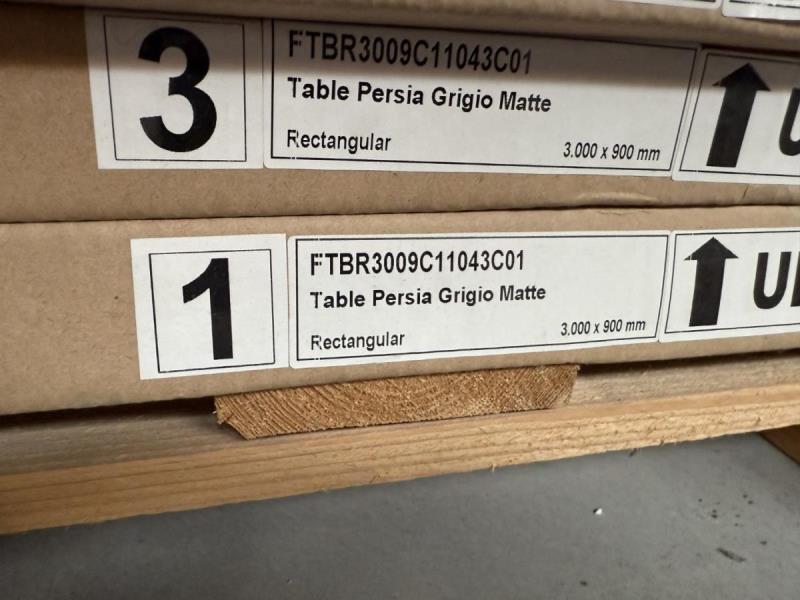 3
FTBR3009C11043C01
Table Persia Grigio Matte
Rectangular
3.000 x 900 mm
1
FTBR3009C11043C01
Table Persia Grigio Matte
Rectangular
3.000 x 900 mm